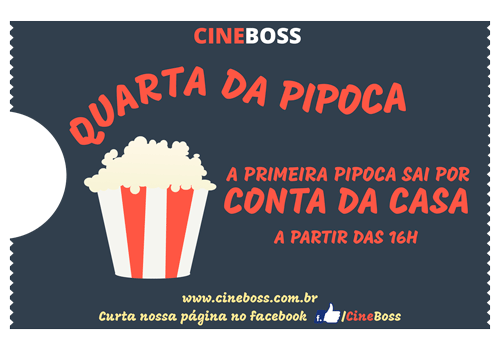 CINEBOSS
QUARTA DA PIPOCA
A PRIMEIRA PIPOCA SAI POR
CONTA DA CASA
A PARTIR DAS 16H
www.cineboss.com.br
Curta nossa página no facebook f. /CineBoss